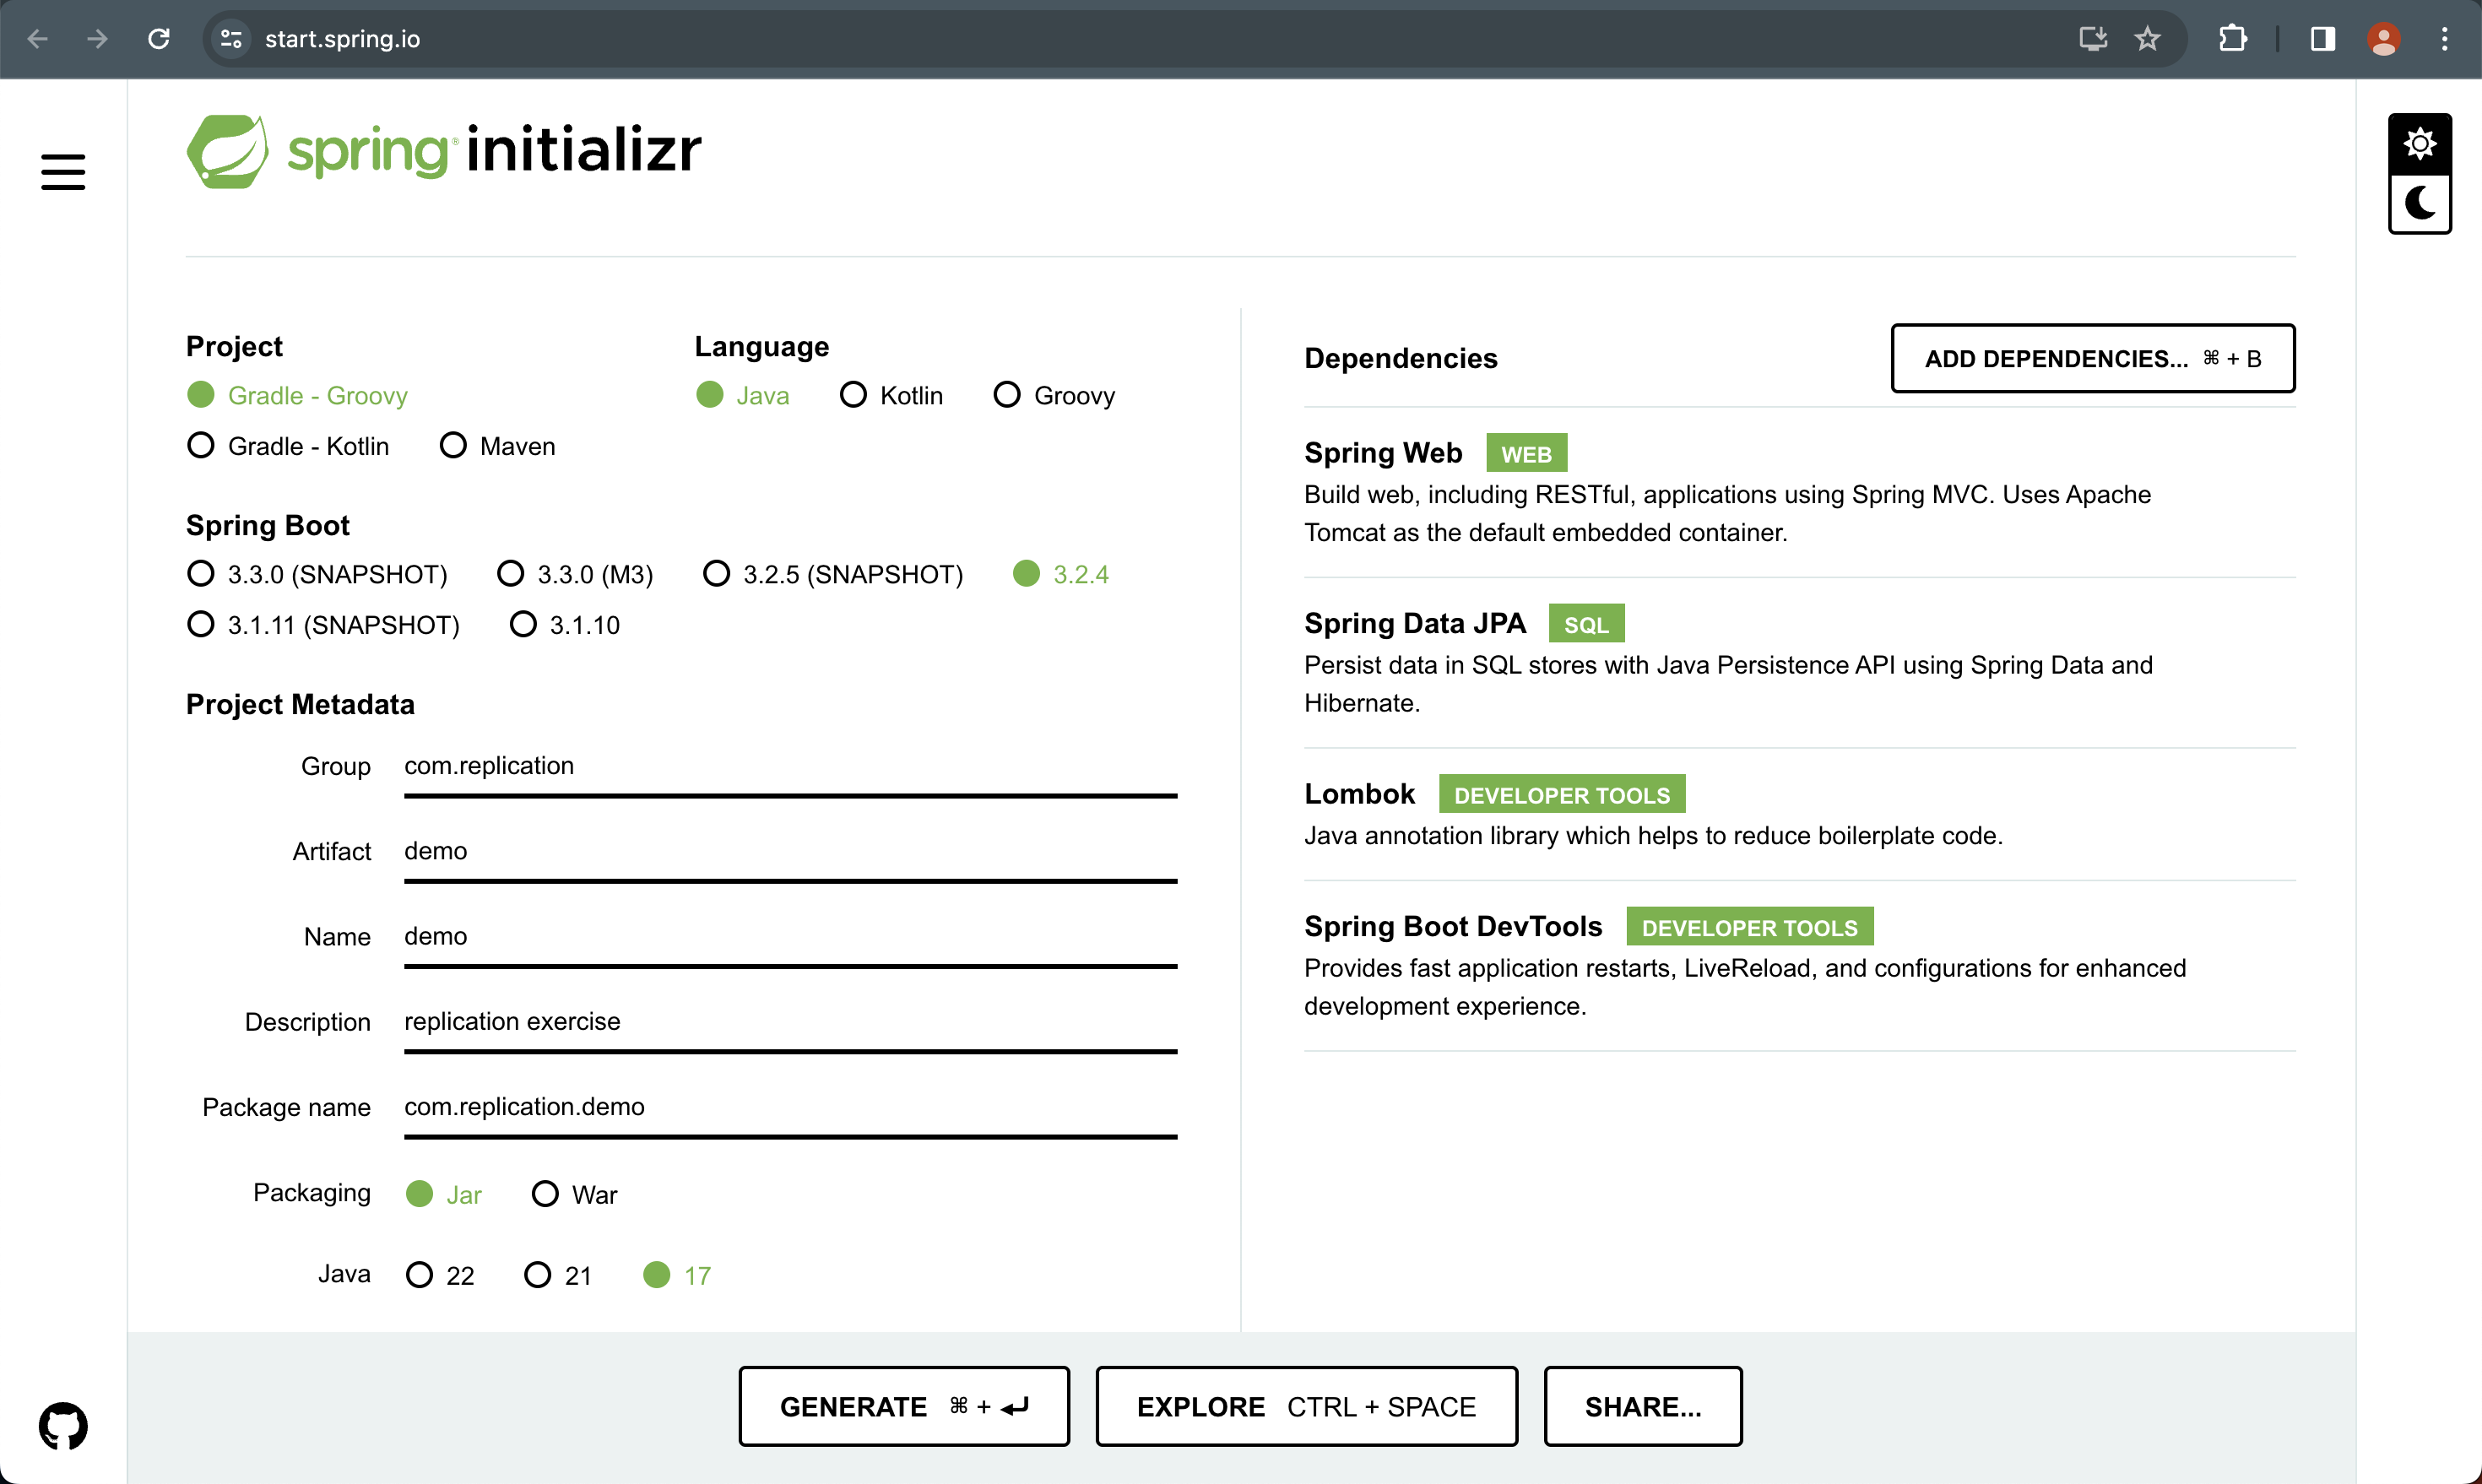 start.spring.io
spring® initializr
Project
Gradle - Groovy
Gradle - Kotlin Maven
Language
Java Kotlin Groovy
Spring Boot
3.3.0 (SNAPSHOT) 3.3.0 (M3) 3.2.5 (SNAPSHOT) 3.2.4
3.1.11 (SNAPSHOT) 3.1.10
Project Metadata
Group com.replication
Artifact demo
Name demo
Description replication exercise
Package name com.replication.demo
Packaging Jar War
Java 22 21 17
Dependencies
ADD DEPENDENCIES... ⌘ + B
Spring Web WEB
Build web, including RESTful, applications using Spring MVC. Uses Apache
Tomcat as the default embedded container.
Spring Data JPA SQL
Persist data in SQL stores with Java Persistence API using Spring Data and
Hibernate.
Lombok DEVELOPER TOOLS
Java annotation library which helps to reduce boilerplate code.
Spring Boot DevTools DEVELOPER TOOLS
Provides fast application restarts, LiveReload, and configurations for enhanced
development experience.
GENERATE ⌘ + ⏎
EXPLORE CTRL + SPACE
SHARE...